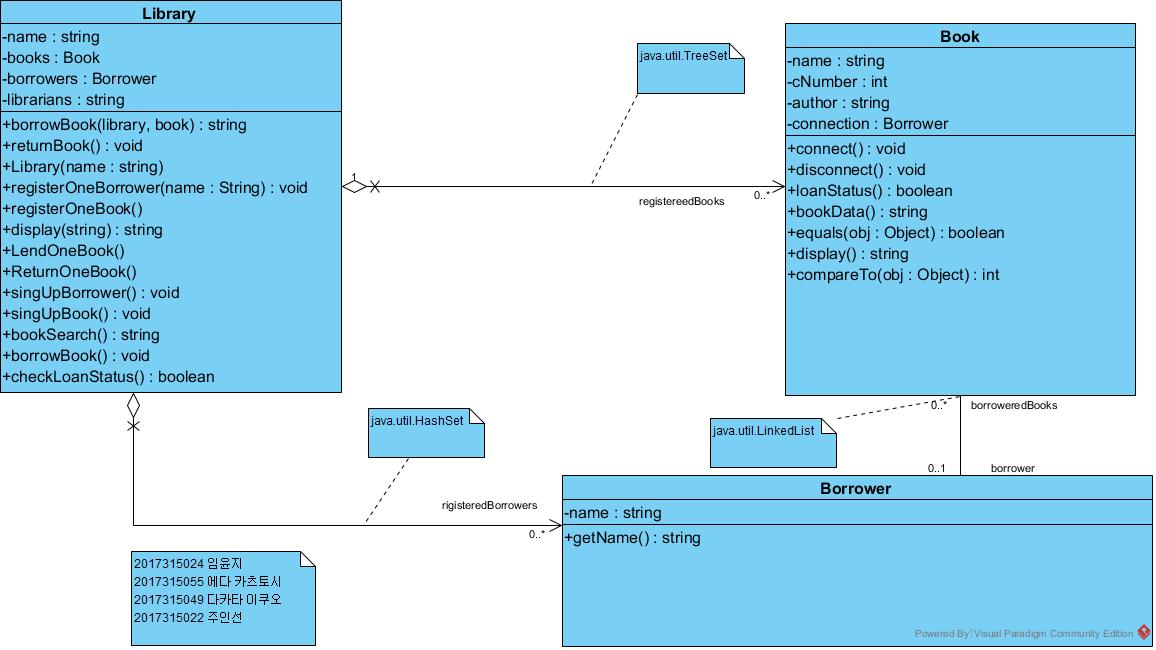 Library
-name : string
-books : Book
-borrowers : Borrower
-librarians : string
+borrowBook(library, book) : string
+returnBook() : void
+Library(name : string)
+registerOneBorrower(name : String) : void
+registerOneBook()
+display(string) : string
+LendOneBook()
+ReturnOneBook()
+singUpBorrower() : void
+singUpBook() : void
+bookSearch() : string
+borrowBook() : void
+checkLoanStatus() : boolean
1
java.util.TreeSet
registereedBooks
0..*
Book
-name : string
-cNumber : int
-author : string
-connection : Borrower
+connect() : void
+disconnect() : void
+loanStatus() : boolean
+bookData() : string
+equals(obj : Object) : boolean
+display() : string
+compareTo(obj : Object) : int
0..*
borroweredBooks
java.util.LinkedList
java.util.HashSet
0..1
borrower
rigisteredBorrowers
0..*
Borrower
-name : string
+getName() : string
2017315024 임윤지
2017315055 에다 카츠토시
2017315049 다카타 미쿠오
2017315022 주인선
Powered By Visual Paradigm Community Edition